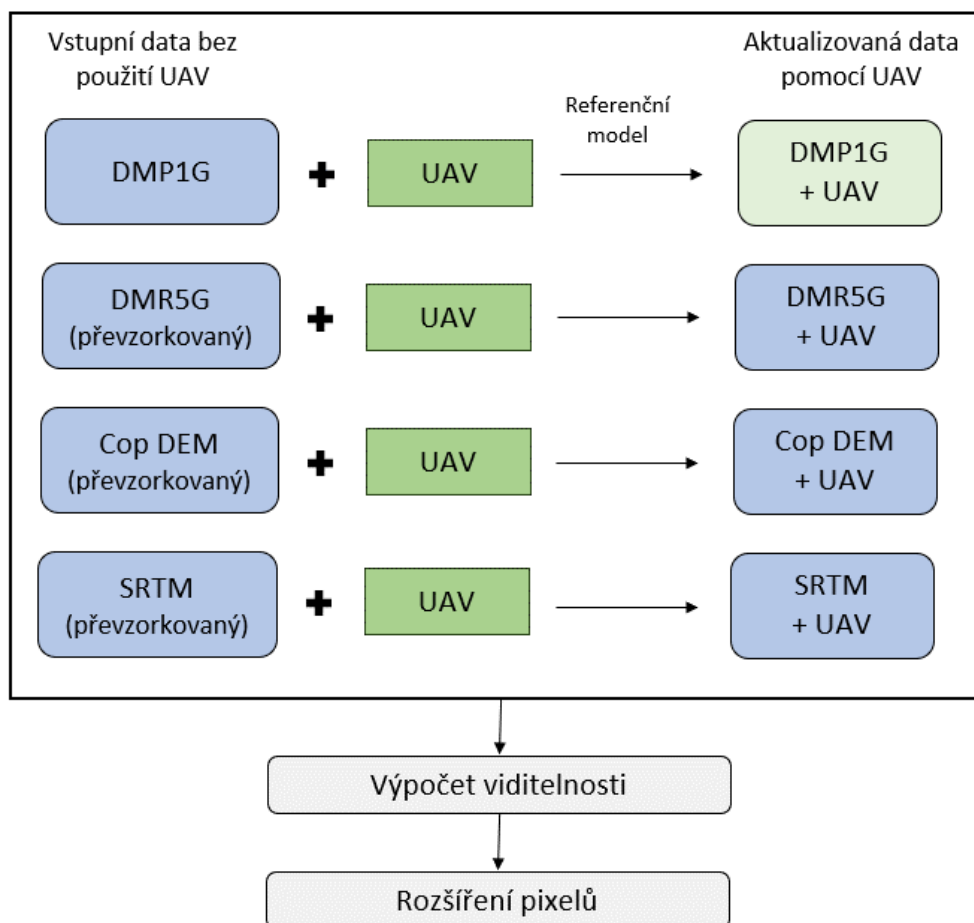 Vstupní data bez
použití UAV
Aktualizovaná data
pomocí UAV
DMP1G
UAV
Referenční
model
DMP1G
+ UAV
DMR5G
(převzorkovaný)
UAV
DMR5G
+ UAV
Cop DEM
(převzorkovaný)
UAV
Cop DEM
+ UAV
SRTM
(převzorkovaný)
UAV
SRTM
+ UAV
Výpočet viditelnosti
Rozšíření pixelů